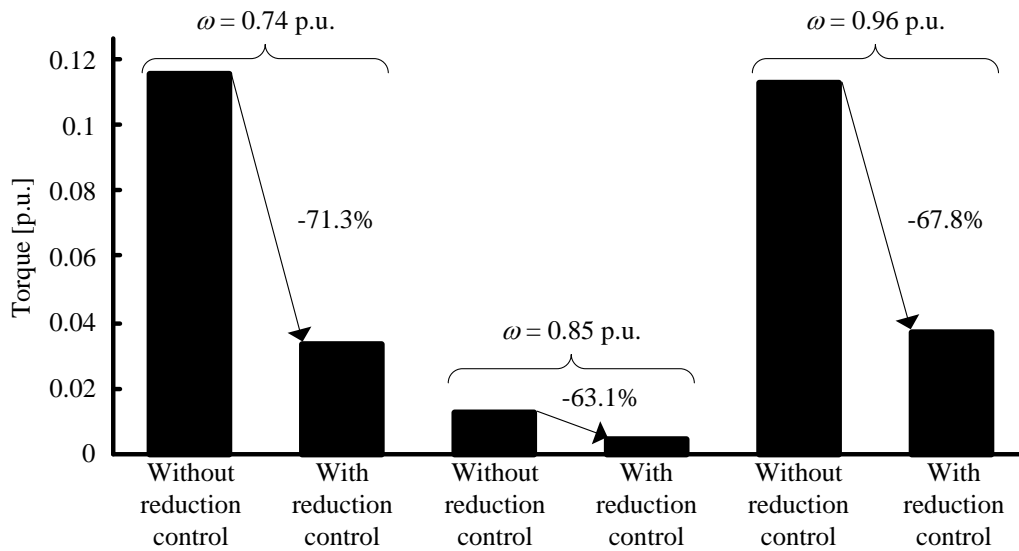 ω = 0.74 p.u.
ω = 0.96 p.u.
0.12
0.1
0.08
0.06
0.04
0.02
0
Torque [p.u.]
-71.3%
-67.8%
ω = 0.85 p.u.
-63.1%
Without
reduction
control
With
reduction
control
Without
reduction
control
With
reduction
control
Without
reduction
control
With
reduction
control